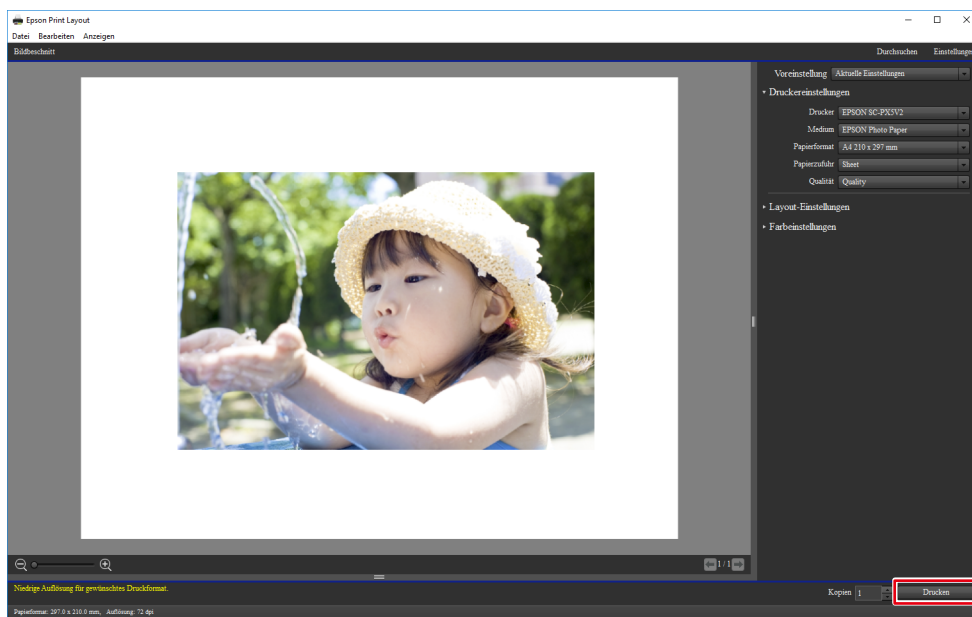 Epson Print Layout
Datei Bearbeiten Anzeigen
Bildbeschnitt Durchsuchen Einstellunge
Voreinstellung Aktuelle Einstellungen
Druckereinstellungen
Drucker EPSON SC-PX5V2
Medium EPSON Photo Paper
Papierformat A4 210 x 297 mm
Papierzufuhr Sheet
Qualität Quality
Layout-Einstellungen
Farbeinstellungen
1 / 1
Niedrige Auflösung für gewünschtes Druckformat.
Kopien 1 Drucken
Papierformat: 297.0 x 210.0 mm, Auflösung: 72 dpi